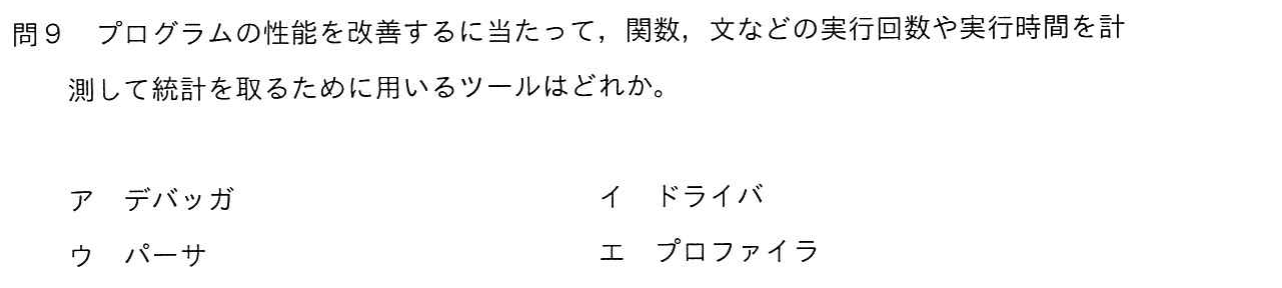 問９　プログラムの性能を改善するに当たって，関数，文などの実行回数や実行時間を計
測して統計を取るために用いるツールはどれか。
ア　デバッガ　イ　ドライバ
ウ　パーサ　エ　プロファイラ